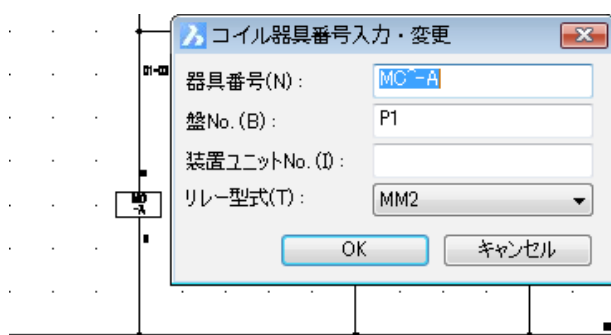 コイル器具番号入力・変更
器具番号(N) :
MC^-A
盤No. (B) :
P1
装置ユニットNo. (I) :
リレー型式(T) :
MM2
OK
キャンセル
MC
-A